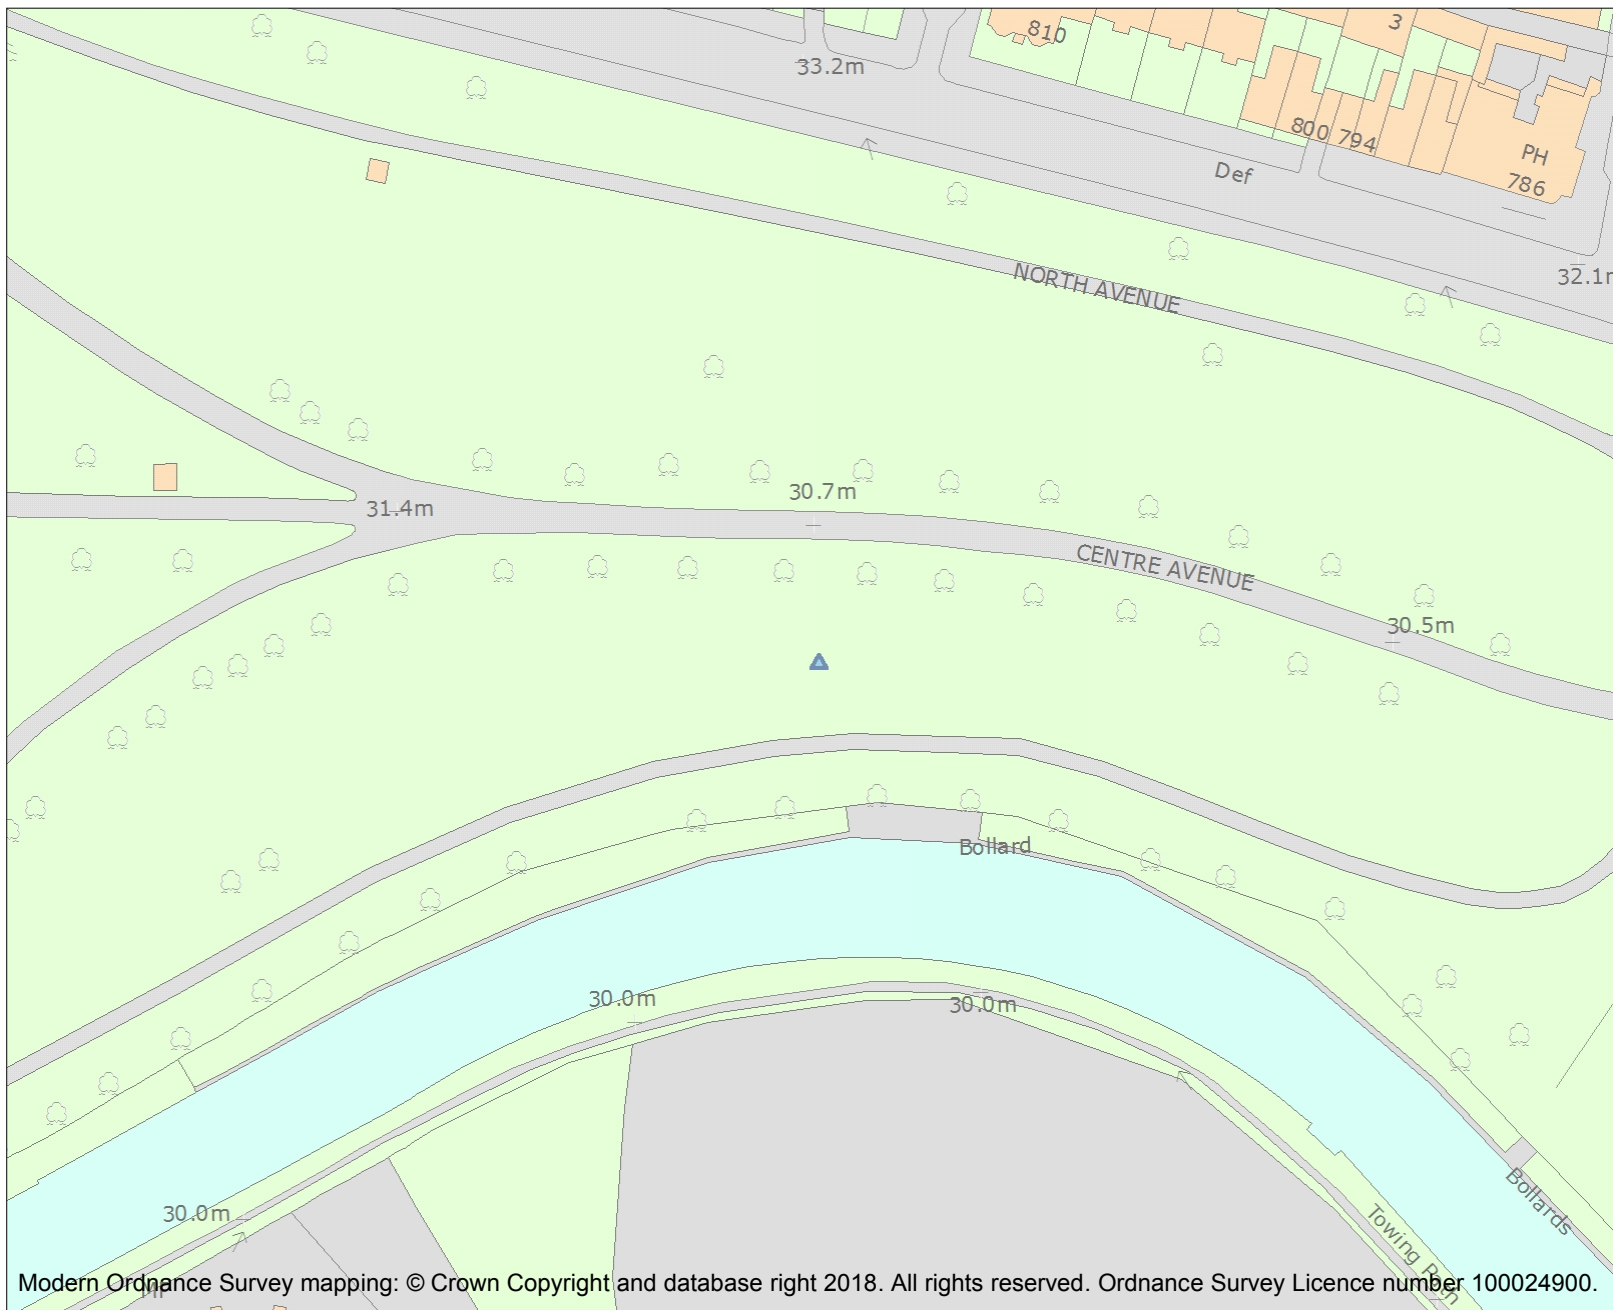 810
3
33.2m
800 794
PH
786
Def
32.1m
NORTH AVENUE
31.4m
30.7m
CENTRE AVENUE
30.5m
Bollard
30.0m
30.0m
30.0m
Bollards
Towing Path
Modern Ordnance Survey mapping: © Crown Copyright and database right 2018. All rights reserved. Ordnance Survey Licence number 100024900.